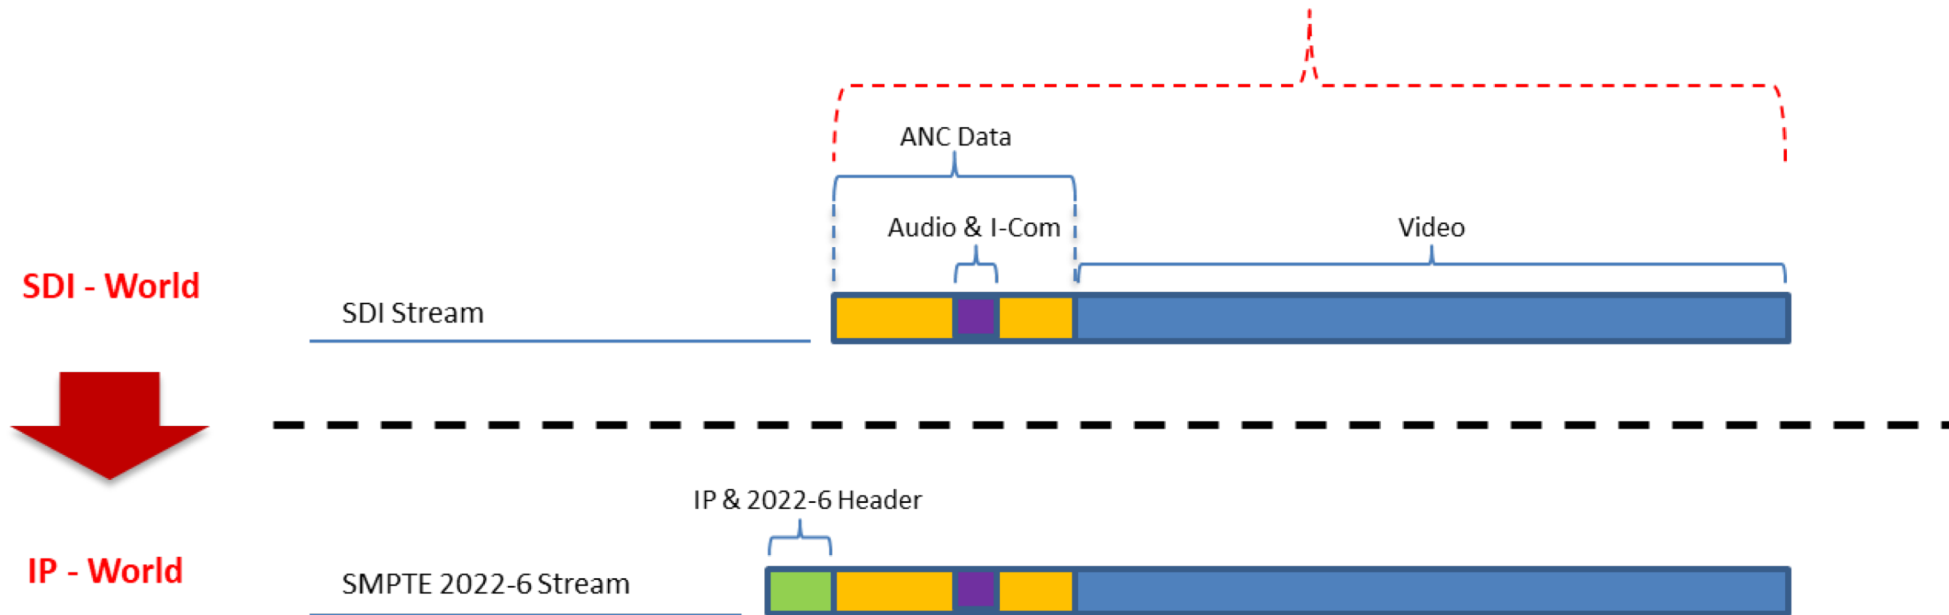 ANC Data
Audio & I-Com
Video
SDI - World
SDI Stream
IP & 2022-6 Header
IP - World
SMPTE 2022-6 Stream